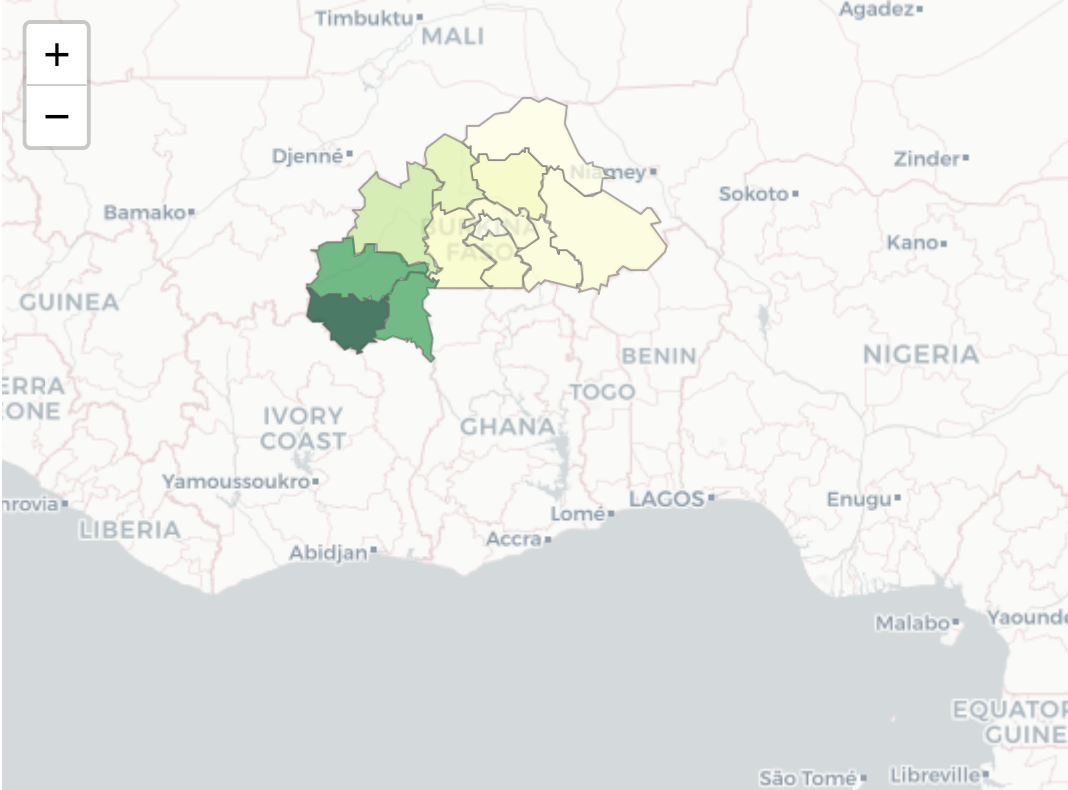 +
−
Timbuktu
MALI
Agadez
Djenné
Niamey
Zinder
Sokoto
Bamako
BURKINA
FASO
Kano
GUINEA
BENIN
NIGERIA
ERRA
ONE
TOGO
IVORY
COAST
GHANA
Yamoussoukro
nrovia
LIBERIA
LAGOS
Enugu
Lomé
Accra
Abidjan
Malabo
Yaound
EQUATOR
GUINE
São Tomé
Libreville